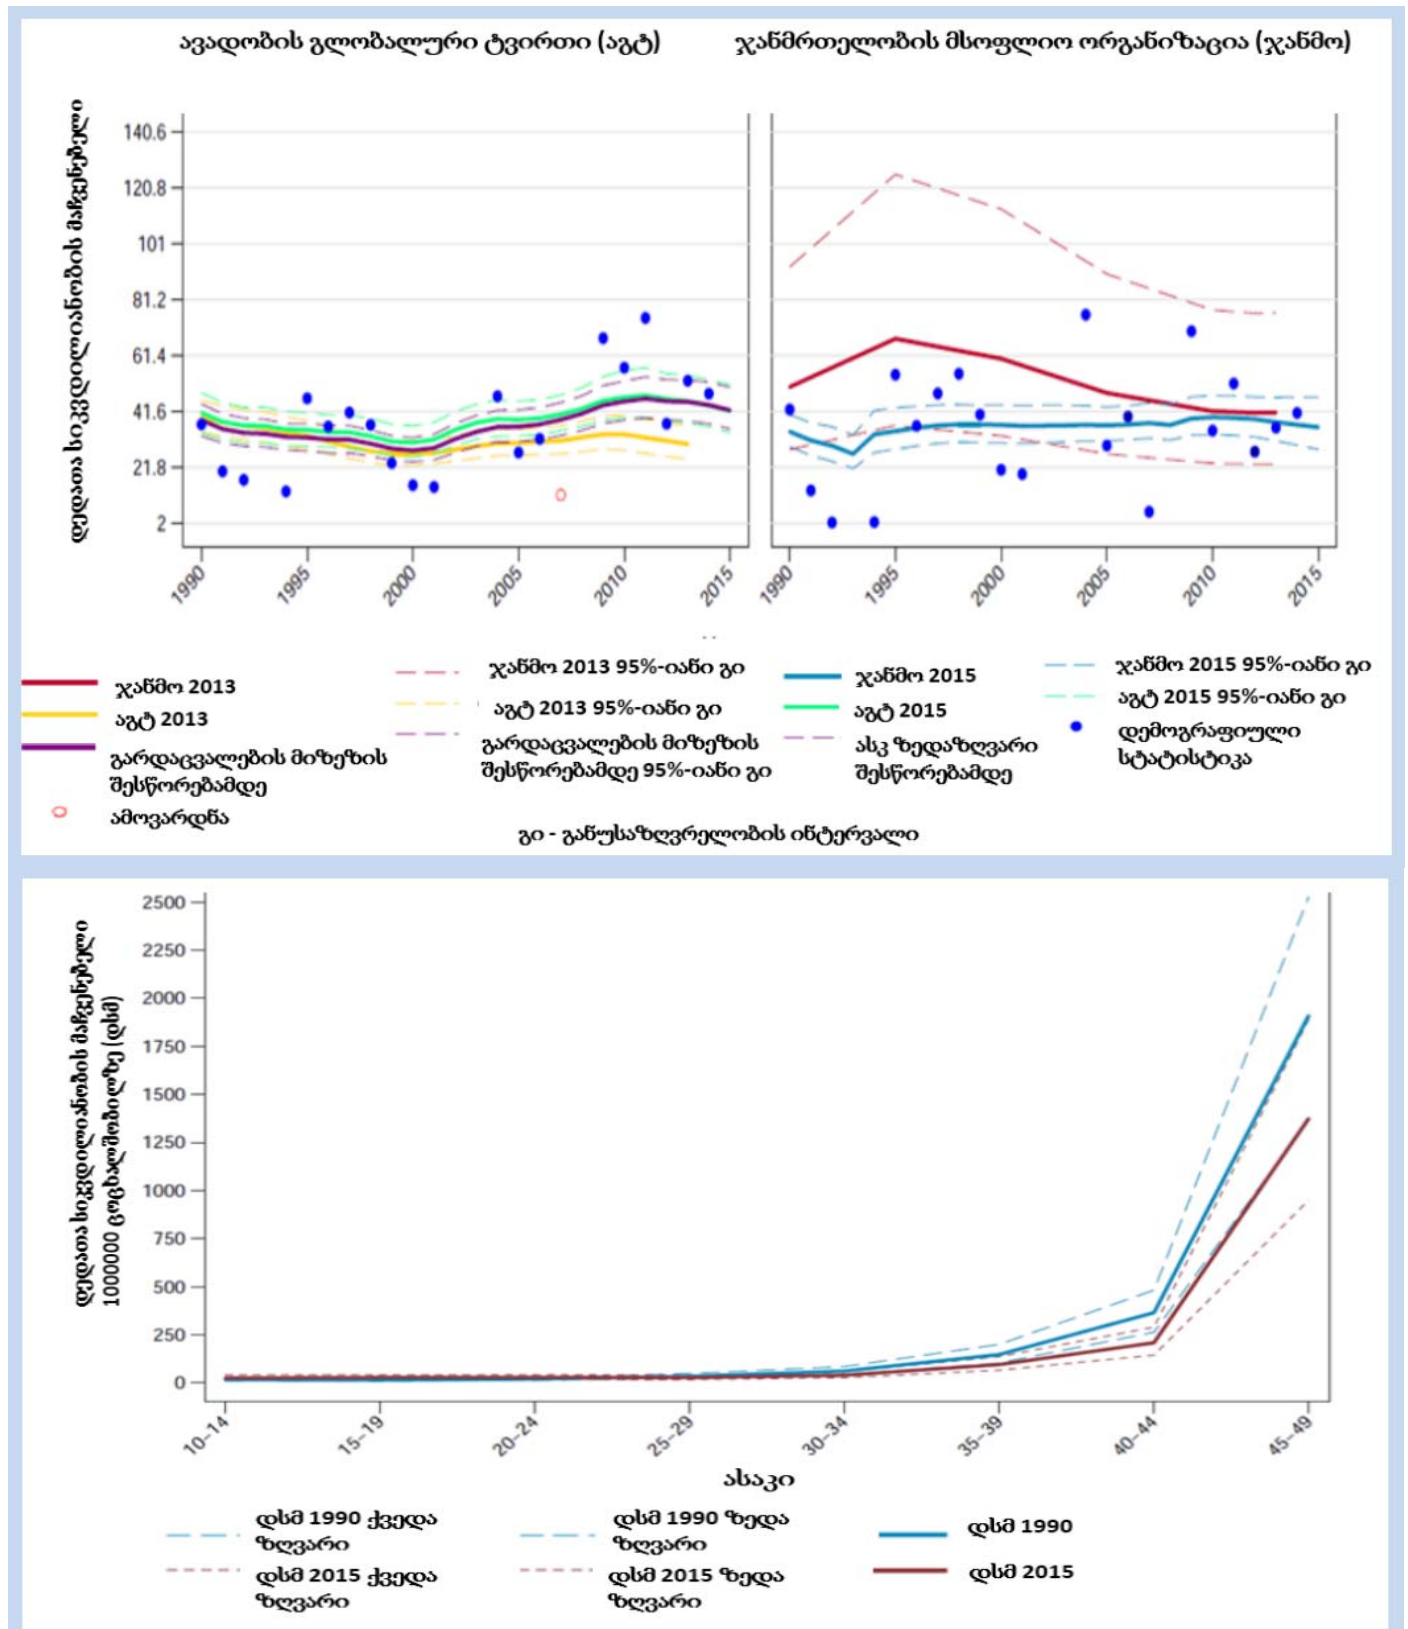 ავადობის გლობალური ტვირთი (აგტ)
ჯანმრთელობის მსოფლიო ორგანიზაცია (ჯანმო)
დედათა სიკვდილიანობის მაჩვენებელი
140.6
120.8
101
81.2
61.4
41.6
21.8
2
1990
1995
2000
2005
2010
2015
1990
1995
2000
2005
2010
2015
ჯანმო 2013
აგტ 2013
გარდაცვალების მიზეზის
შესწორებამდე
ამოვარდნა
ჯანმო 2013 95%-იანი გი
აგტ 2013 95%-იანი გი
გარდაცვალების მიზეზის
შესწორებამდე 95%-იანი გი
ჯანმო 2015
აგტ 2015
ასკ ზედაზღვარი
შესწორებამდე
ჯანმო 2015 95%-იანი გი
აგტ 2015 95%-იანი გი
დემოგრაფიული
სტატისტიკა
გი - განუსაზღვრელობის ინტერვალი
დედათა სიკვდილიანობის მაჩვენებელი
1000000 ცოცხალშობილზე (დსმ)
2500
2250
2000
1750
1500
1250
1000
750
500
250
0
10-14
15-19
20-24
25-29
30-34
35-39
40-44
45-49
ასაკი
დსმ 1990 ქვედა
ზღვარი
დსმ 2015 ქვედა
ზღვარი
დსმ 1990 ზედა
ზღვარი
დსმ 2015 ზედა
ზღვარი
დსმ 1990
დსმ 2015